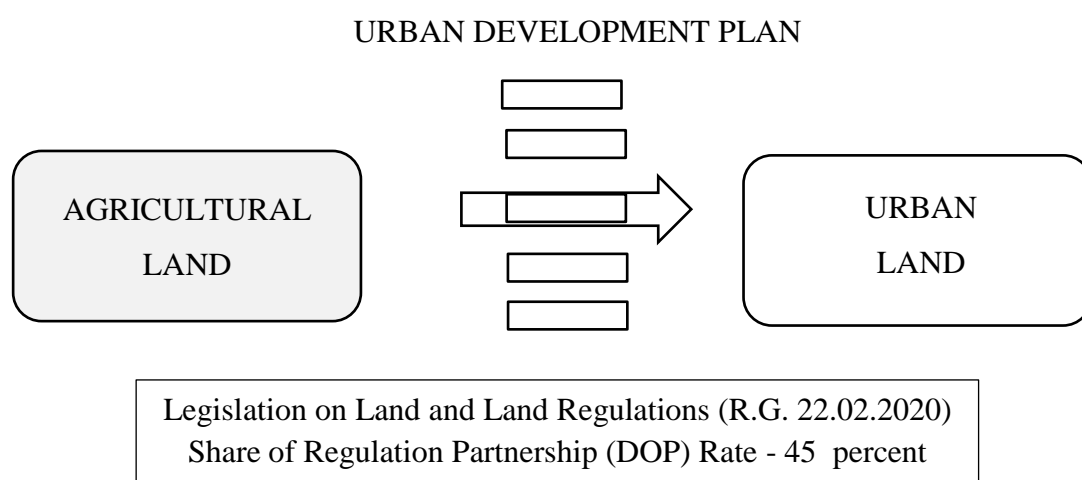 URBAN DEVELOPMENT PLAN
AGRICULTURAL
LAND
URBAN
LAND
Legislation on Land and Land Regulations (R.G. 22.02.2020)
Share of Regulation Partnership (DOP) Rate - 45 percent